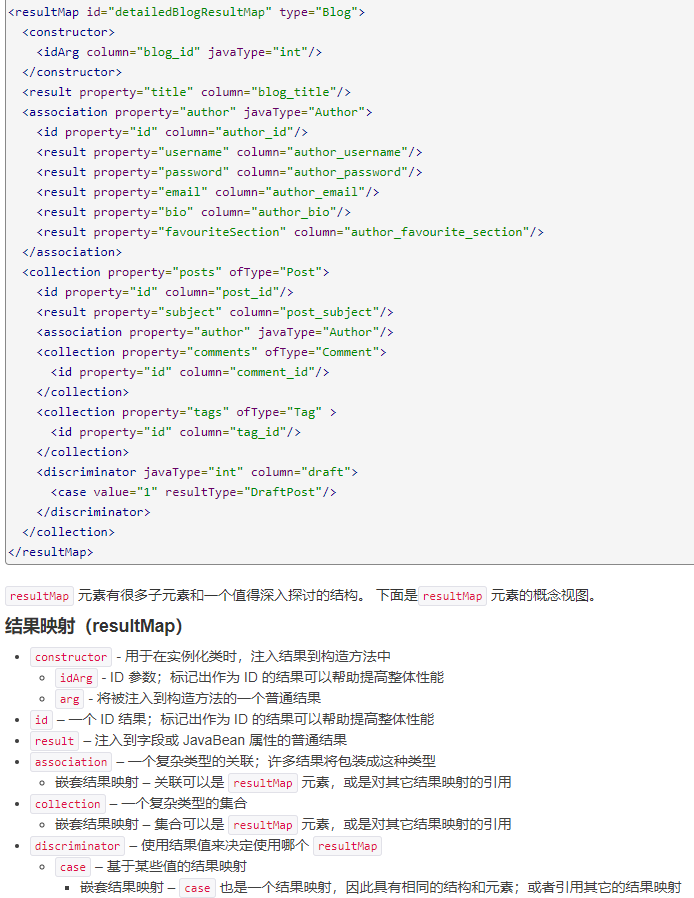 <resultMap id="detailedBlogResultMap" type="Blog">
  <constructor>
    <idArg column="blog_id" javaType="int"/>
  </constructor>
  <result property="title" column="blog_title"/>
  <association property="author" javaType="Author">
    <id property="id" column="author_id"/>
    <result property="username" column="author_username"/>
    <result property="password" column="author_password"/>
    <result property="email" column="author_email"/>
    <result property="bio" column="author_bio"/>
    <result property="favouriteSection" column="author_favourite_section"/>
  </association>
  <collection property="posts" ofType="Post">
    <id property="id" column="post_id"/>
    <result property="subject" column="post_subject"/>
    <association property="author" javaType="Author"/>
    <collection property="comments" ofType="Comment">
      <id property="id" column="comment_id"/>
    </collection>
    <collection property="tags" ofType="Tag" >
      <id property="id" column="tag_id"/>
    </collection>
    <discriminator javaType="int" column="draft">
      <case value="1" resultType="DraftPost"/>
    </discriminator>
  </collection>
</resultMap>
resultMap 元素有很多子元素和一个值得深入探讨的结构。 下面是 resultMap 元素的概念视图。
结果映射（resultMap）
• constructor - 用于在实例化类时，注入结果到构造方法中
◦ idArg - ID 参数；标记出作为 ID 的结果可以帮助提高整体性能
◦ arg - 将被注入到构造方法的一个普通结果
• id – 一个 ID 结果；标记出作为 ID 的结果可以帮助提高整体性能
• result – 注入到字段或 JavaBean 属性的普通结果
• association – 一个复杂类型的关联；许多结果将包装成这种类型
◦ 嵌套结果映射 – 关联可以是 resultMap 元素，或是对其它结果映射的引用
• collection – 一个复杂类型的集合
◦ 嵌套结果映射 – 集合可以是 resultMap 元素，或是对其它结果映射的引用
• discriminator – 使用结果值来决定使用哪个 resultMap
◦ case – 基于某些值的结果映射
▪ 嵌套结果映射 – case 也是一个结果映射，因此具有相同的结构和元素；或者引用其它的结果映射